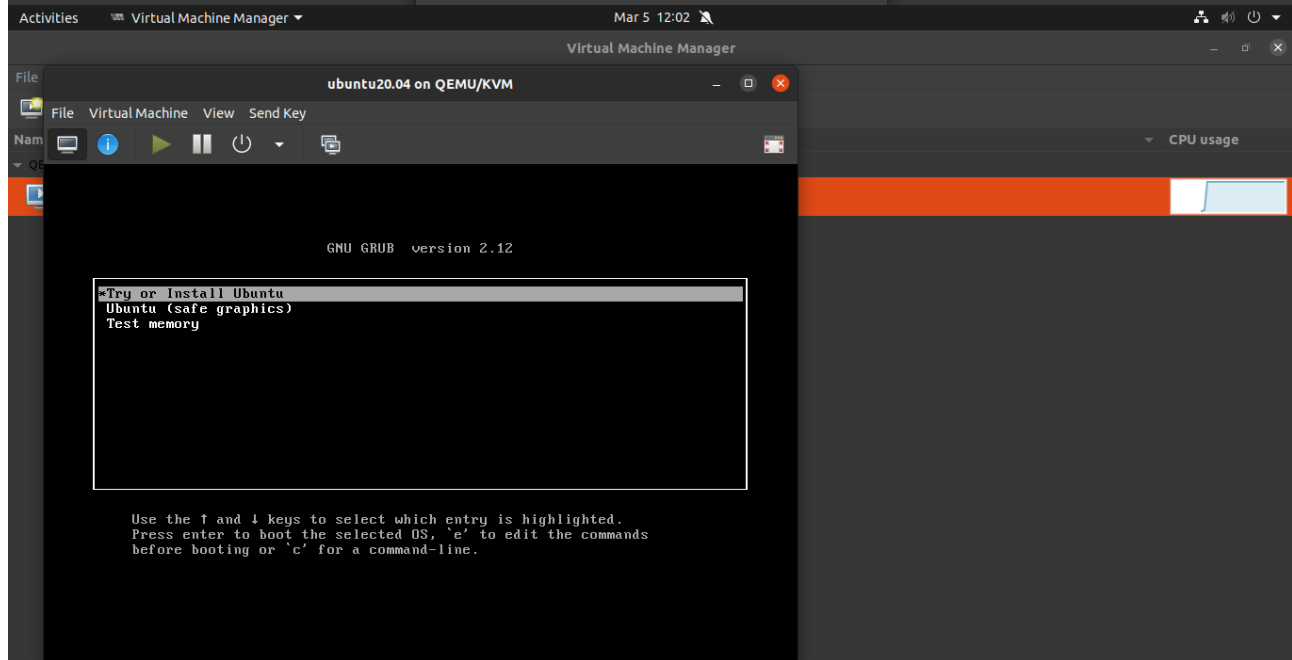 Activities Virtual Machine Manager Mar 5 12:02
Virtual Machine Manager
File
ubuntu20.04 on QEMU/KVM
File Virtual Machine View Send Key
CPU usage
GNU GRUB version 2.12
*Try or Install Ubuntu
Ubuntu (safe graphics)
Test memory
Use the ↑ and ↓ keys to select which entry is highlighted.
Press enter to boot the selected OS, `e' to edit the commands
before booting or `c' for a command-line.